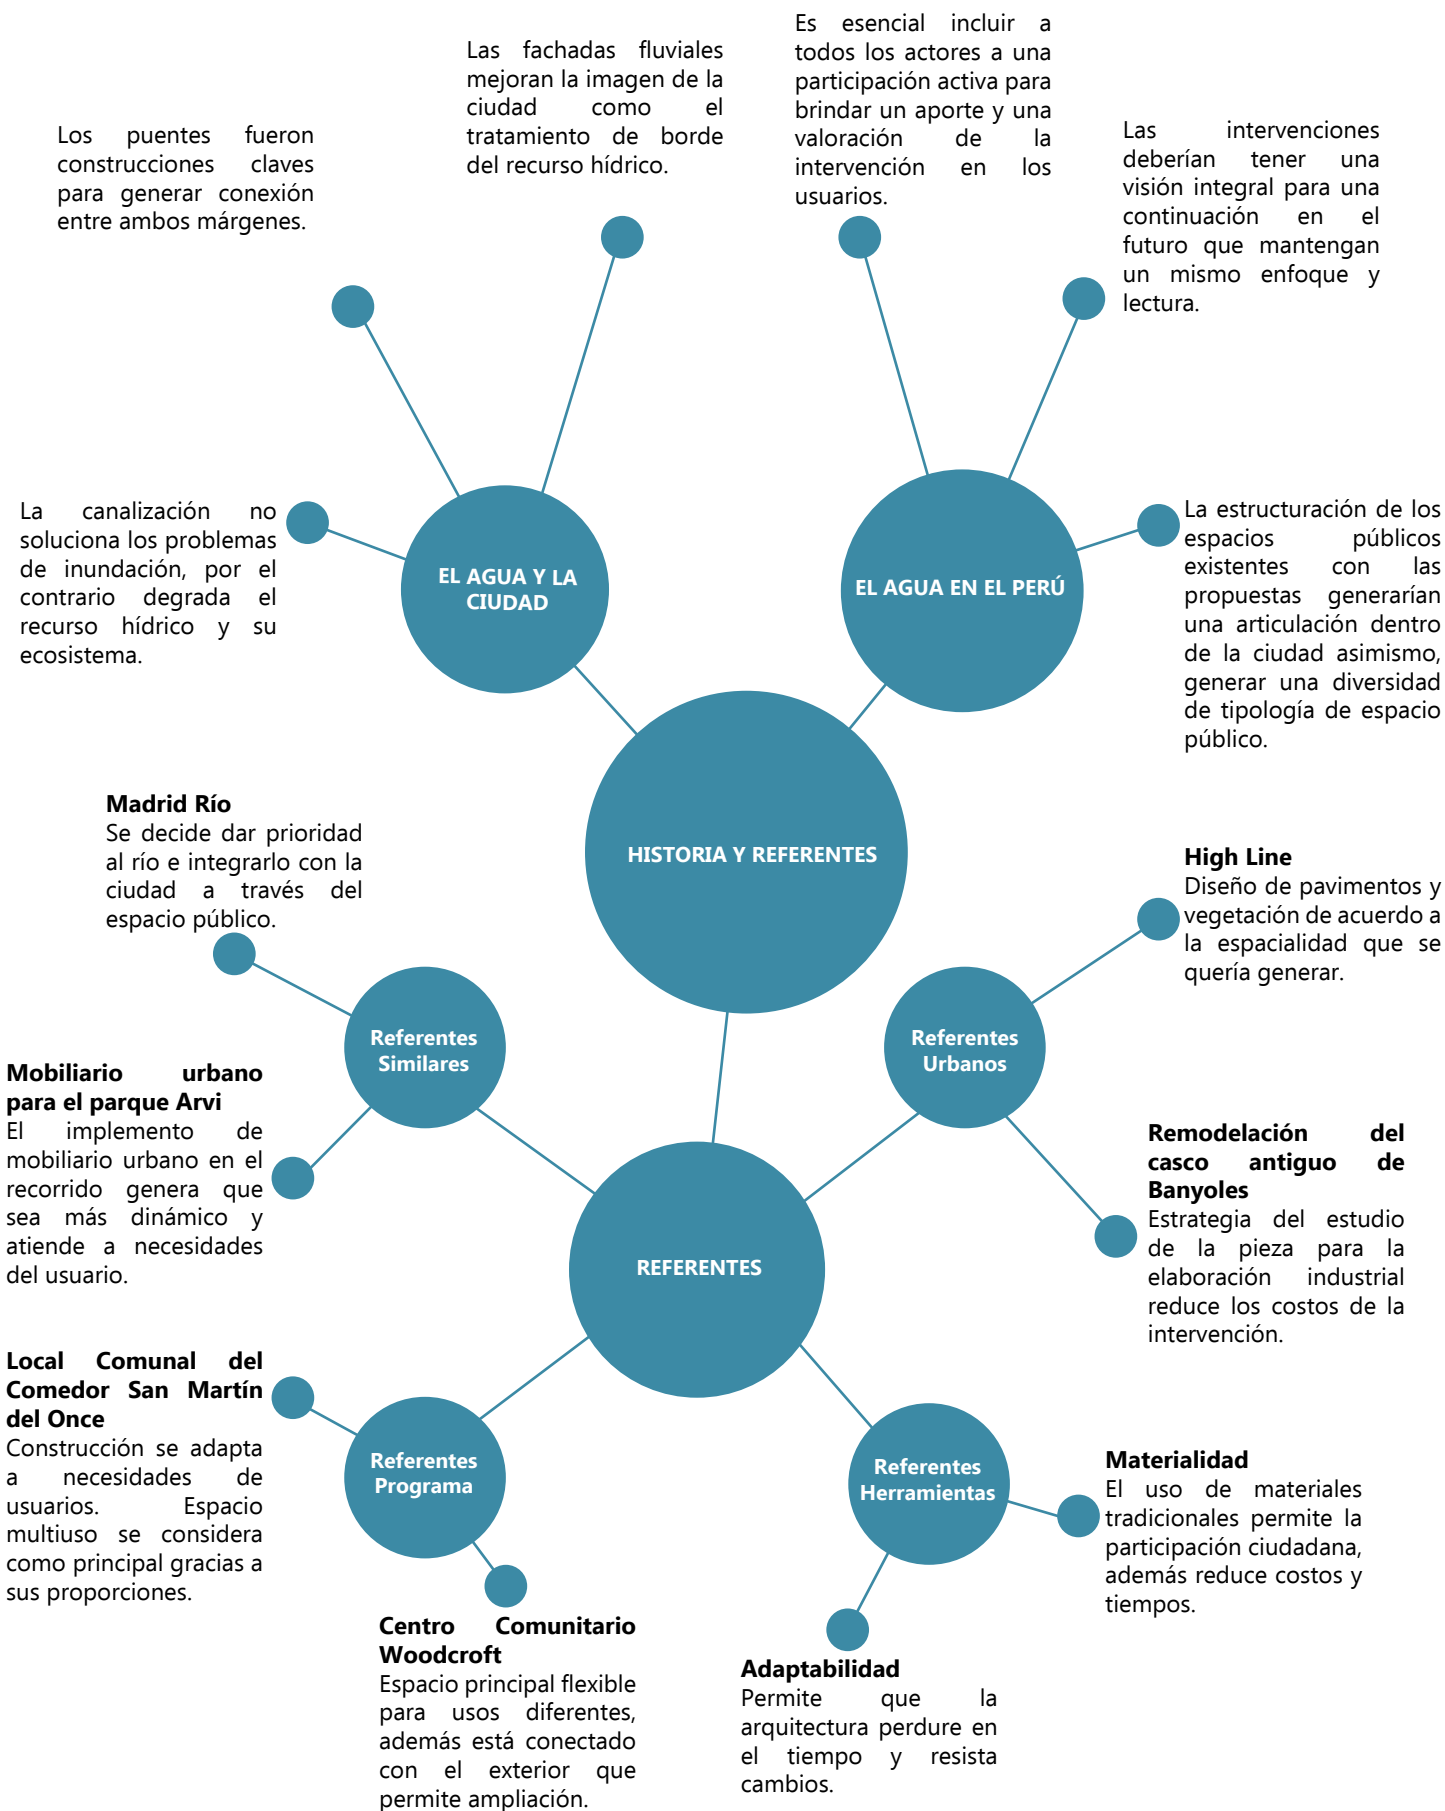 Los puentes fueron
construcciones claves
para generar conexión
entre ambos márgenes.
Las fachadas fluviales
mejoran la imagen de la
ciudad como el
tratamiento de borde
del recurso hídrico.
Es esencial incluir a
todos los actores a una
participación activa para
brindar un aporte y una
valoración de la
intervención en los
usuarios.
Las intervenciones
deberían tener una
visión integral para una
continuación en el
futuro que mantengan
un mismo enfoque y
lectura.
La canalización no
soluciona los problemas
de inundación, por el
contrario degrada el
recurso hídrico y su
ecosistema.
EL AGUA Y LA
CIUDAD
EL AGUA EN EL PERÚ
La estructuración de los
espacios públicos
existentes con las
propuestas generarían
una articulación dentro
de la ciudad asimismo,
generar una diversidad
de tipología de espacio
público.
HISTORIA Y REFERENTES
Madrid Río
Se decide dar prioridad
al río e integrarlo con la
ciudad a través del
espacio público.
High Line
Diseño de pavimentos y
vegetación de acuerdo a
la espacialidad que se
quería generar.
Referentes
Similares
Referentes
Urbanos
Mobiliario urbano
para el parque Arvi
El implemento de
mobiliario urbano en el
recorrido genera que
sea más dinámico y
atiende a necesidades
del usuario.
Remodelación del
casco antiguo de
Banyoles
Estrategia del estudio
de la pieza para la
elaboración industrial
reduce los costos de la
intervención.
REFERENTES
Local Comunal del
Comedor San Martín
del Once
Construcción se adapta
a necesidades de
usuarios. Espacio
multiuso se considera
como principal gracias a
sus proporciones.
Referentes
Programa
Referentes
Herramientas
Materialidad
El uso de materiales
tradicionales permite la
participación ciudadana,
además reduce costos y
tiempos.
Centro Comunitario
Woodcroft
Espacio principal flexible
para usos diferentes,
además está conectado
con el exterior que
permite ampliación.
Adaptabilidad
Permite que la
arquitectura perdure en
el tiempo y resista
cambios.